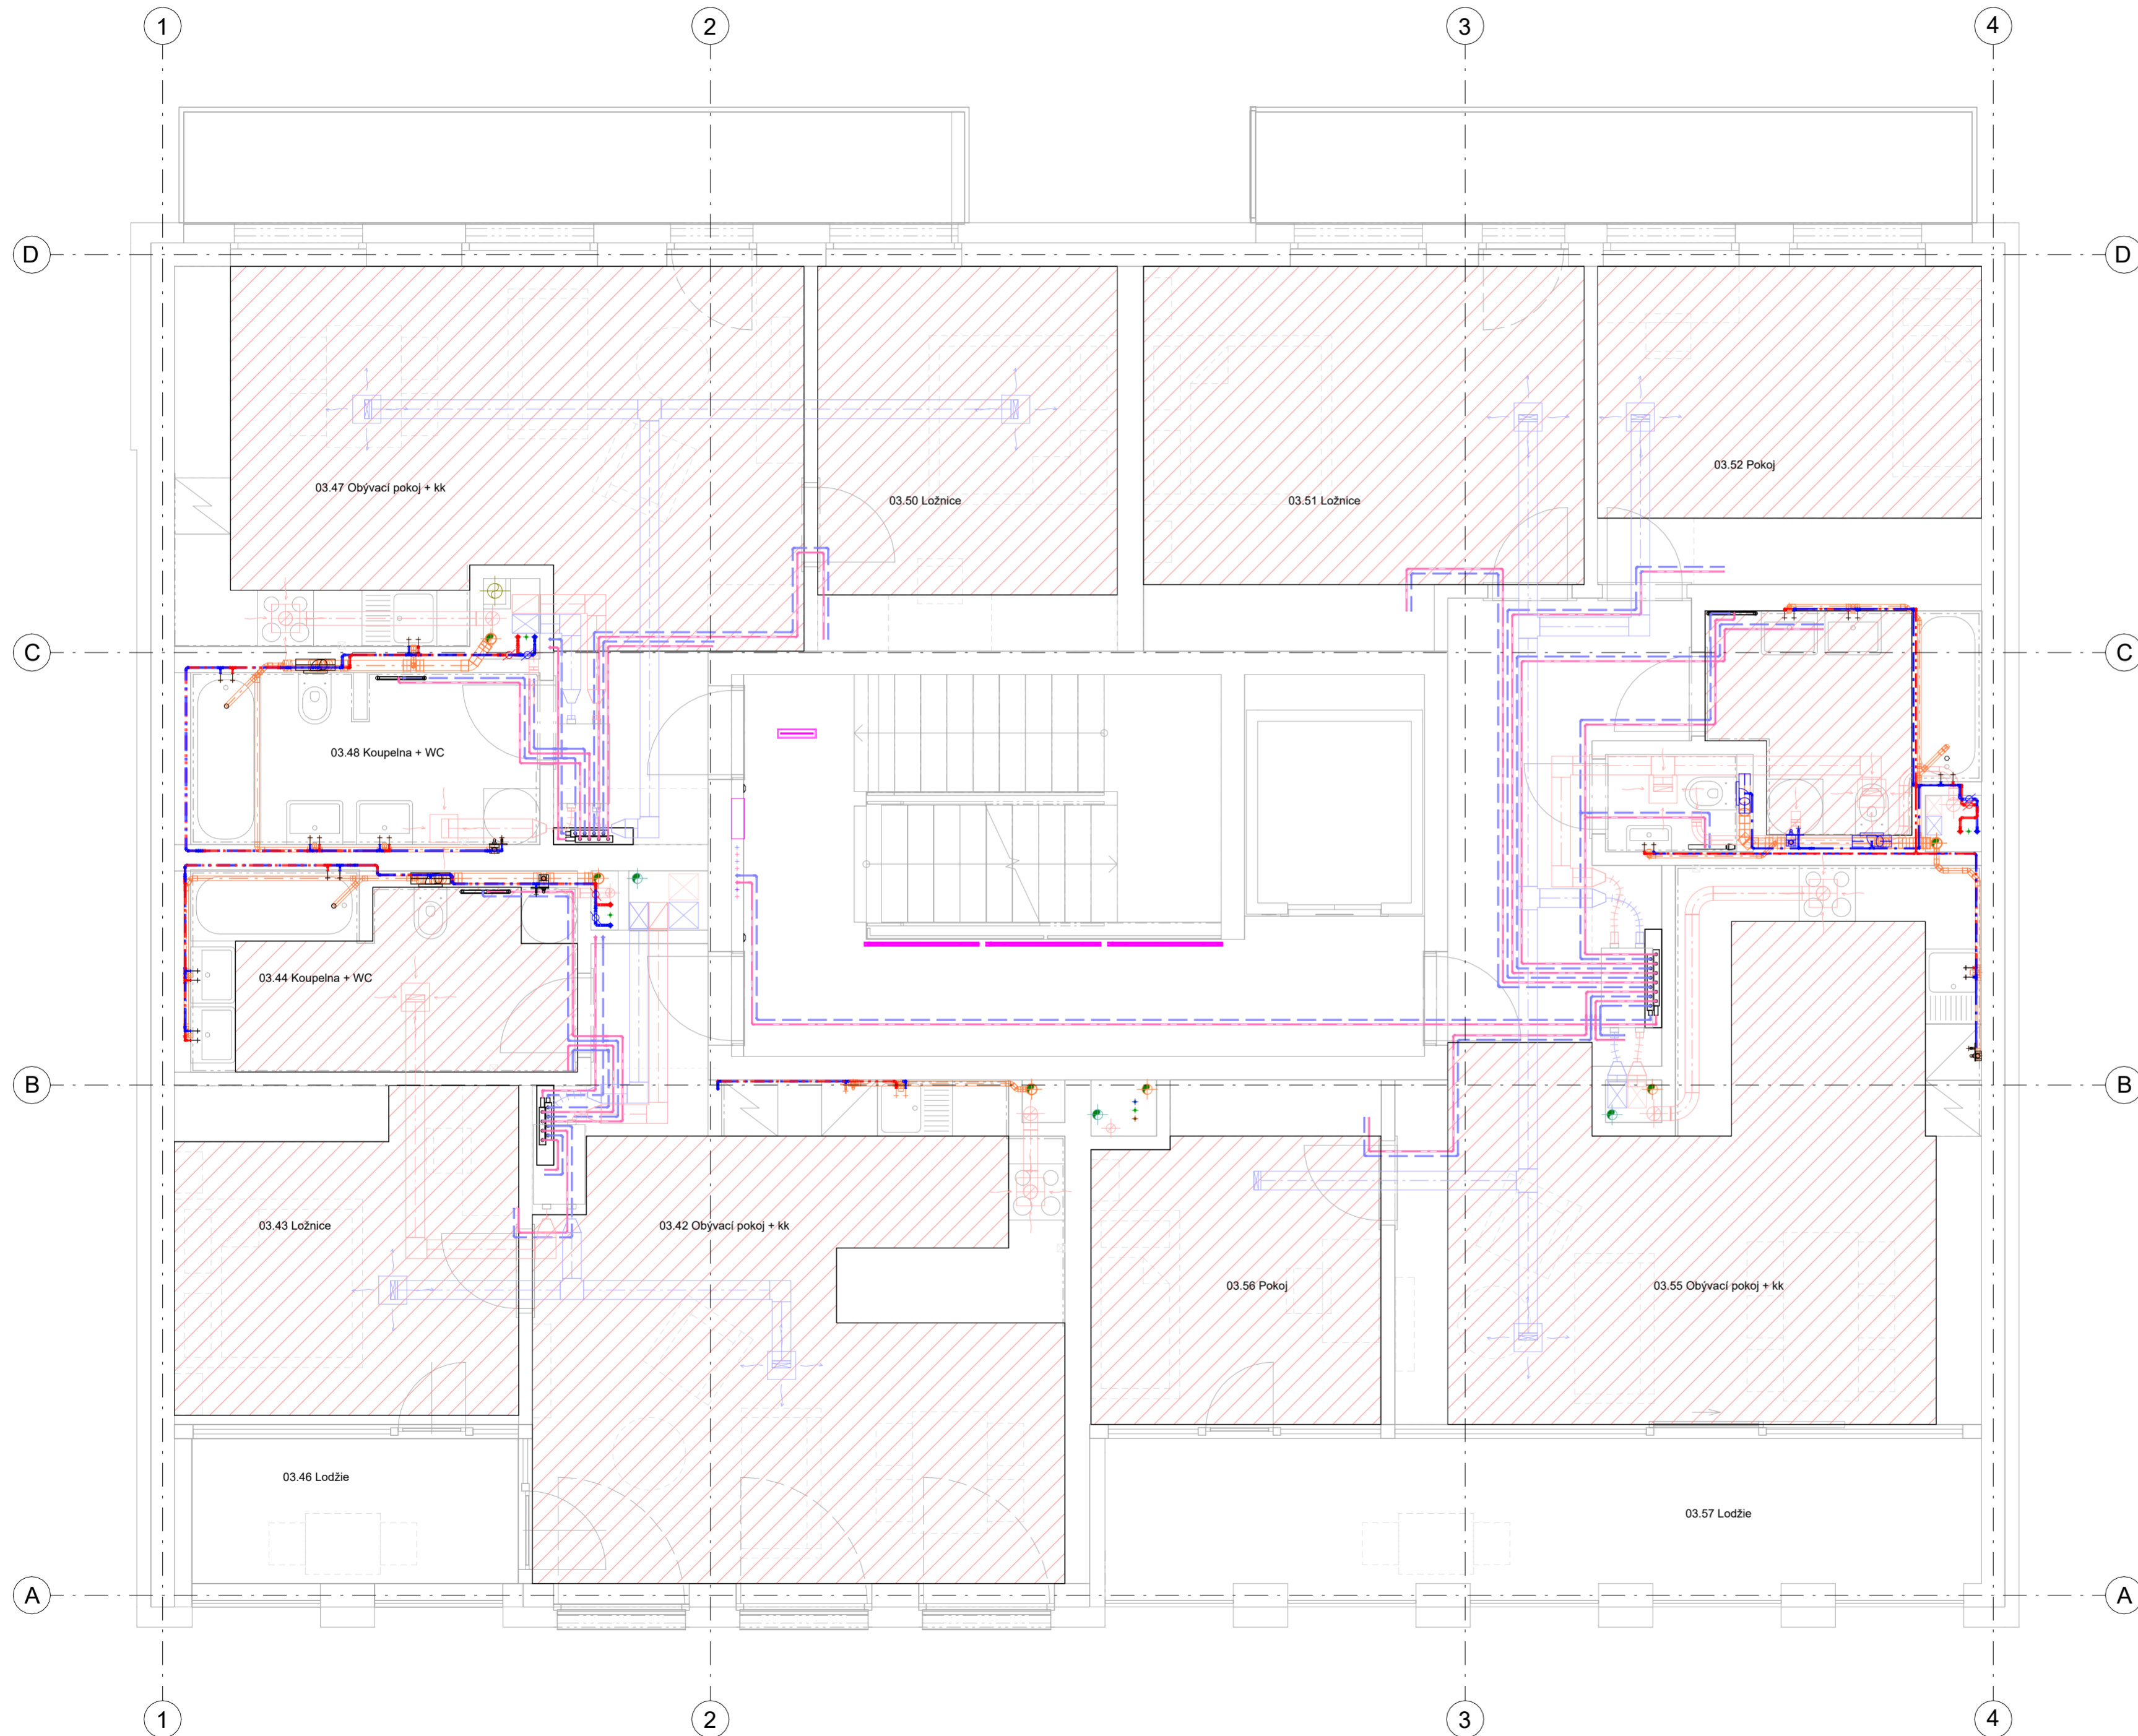 1 2 3 4
D D
03.52 Pokoj
03.47 Obývací pokoj + kk
03.50 Ložnice
03.51 Ložnice
C C
03.48 Koupelna + WC
03.44 Koupelna + WC
B B
03.43 Ložnice
03.42 Obývací pokoj + kk
03.56 Pokoj
03.55 Obývací pokoj + kk
03.46 Lodžie
03.57 Lodžie
A A
1 2 3 4